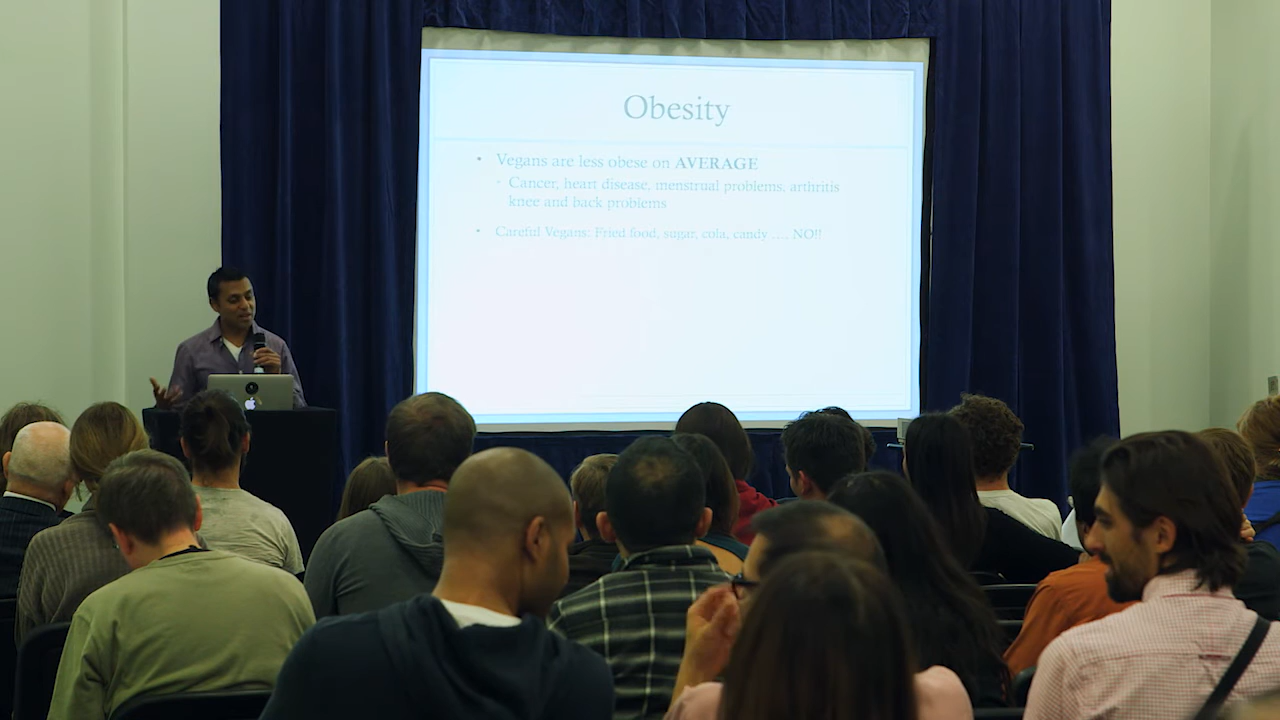 Obesity
• Vegans are less obese on AVERAGE
- Cancer, heart disease, menstrual problems, arthritis
knee and back problems
• Careful Vegans: Fried food, sugar, cola, candy …. NO!!